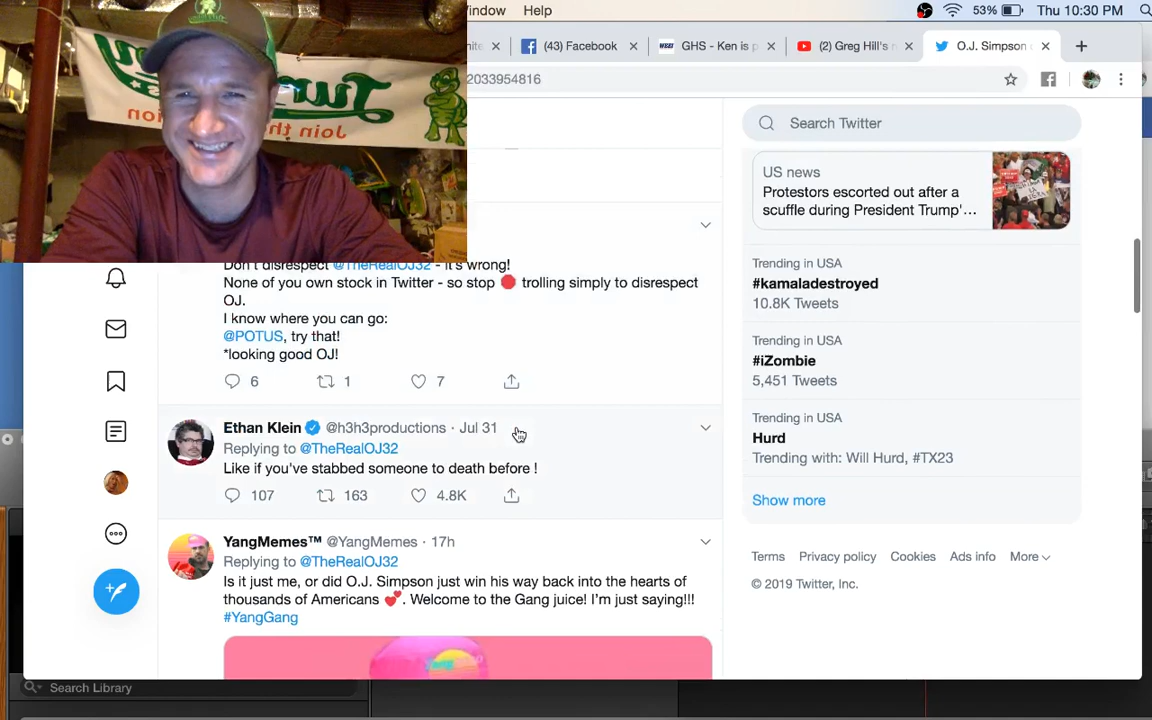 indow Help
53% Thu 10:30 PM
(43) Facebook
GHS - Ken is p
(2) Greg Hill's r
O.J. Simpson
2033954816
Join th
Search Twitter
US news
Protestors escorted out after a
scuffle during President Trump'...
Trending in USA
#kamaladestroyed
10.8K Tweets
Trending in USA
#iZombie
5,451 Tweets
Trending in USA
Hurd
Trending with: Will Hurd, #TX23
Show more
Terms Privacy policy Cookies Ads info More
© 2019 Twitter, Inc.
Don't disrespect @TheRealOJ32 - it's wrong!
None of you own stock in Twitter - so stop 🛑 trolling simply to disrespect
OJ.
I know where you can go:
@POTUS, try that!
*looking good OJ!
6 1 7
Ethan Klein @h3h3productions · Jul 31
Replying to @TheRealOJ32
Like if you've stabbed someone to death before !
107 163 4.8K
YangMemes™ @YangMemes · 17h
Replying to @TheRealOJ32
Is it just me, or did O.J. Simpson just win his way back into the hearts of
thousands of Americans 💕. Welcome to the Gang juice! I'm just saying!!!
#YangGang
Search Library